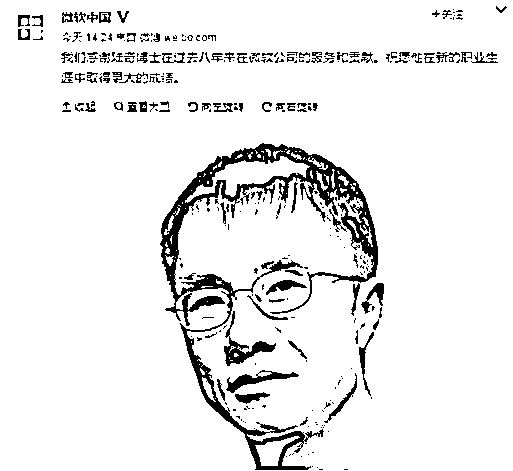 微软中国 V
+关注
今天 14:24 来自 微博 weibo.com
我们感谢陆奇博士在过去八年来在微软公司的服务和贡献。祝愿他在新的职业生
涯中取得更大的成绩。
收起 查看大图 向左旋转 向右旋转